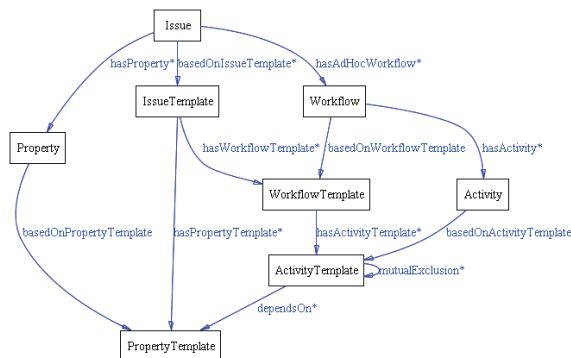 Issue
hasProperty*
basedOnIssueTemplate*
hasAdHocWorkflow*
IssueTemplate
Workflow
Property
hasWorkflowTemplate*
basedOnWorkflowTemplate
hasActivity*
WorkflowTemplate
Activity
basedOnPropertyTemplate
hasPropertyTemplate*
hasActivityTemplate*
basedOnActivityTemplate
ActivityTemplate
mutualExclusion*
dependsOn*
PropertyTemplate